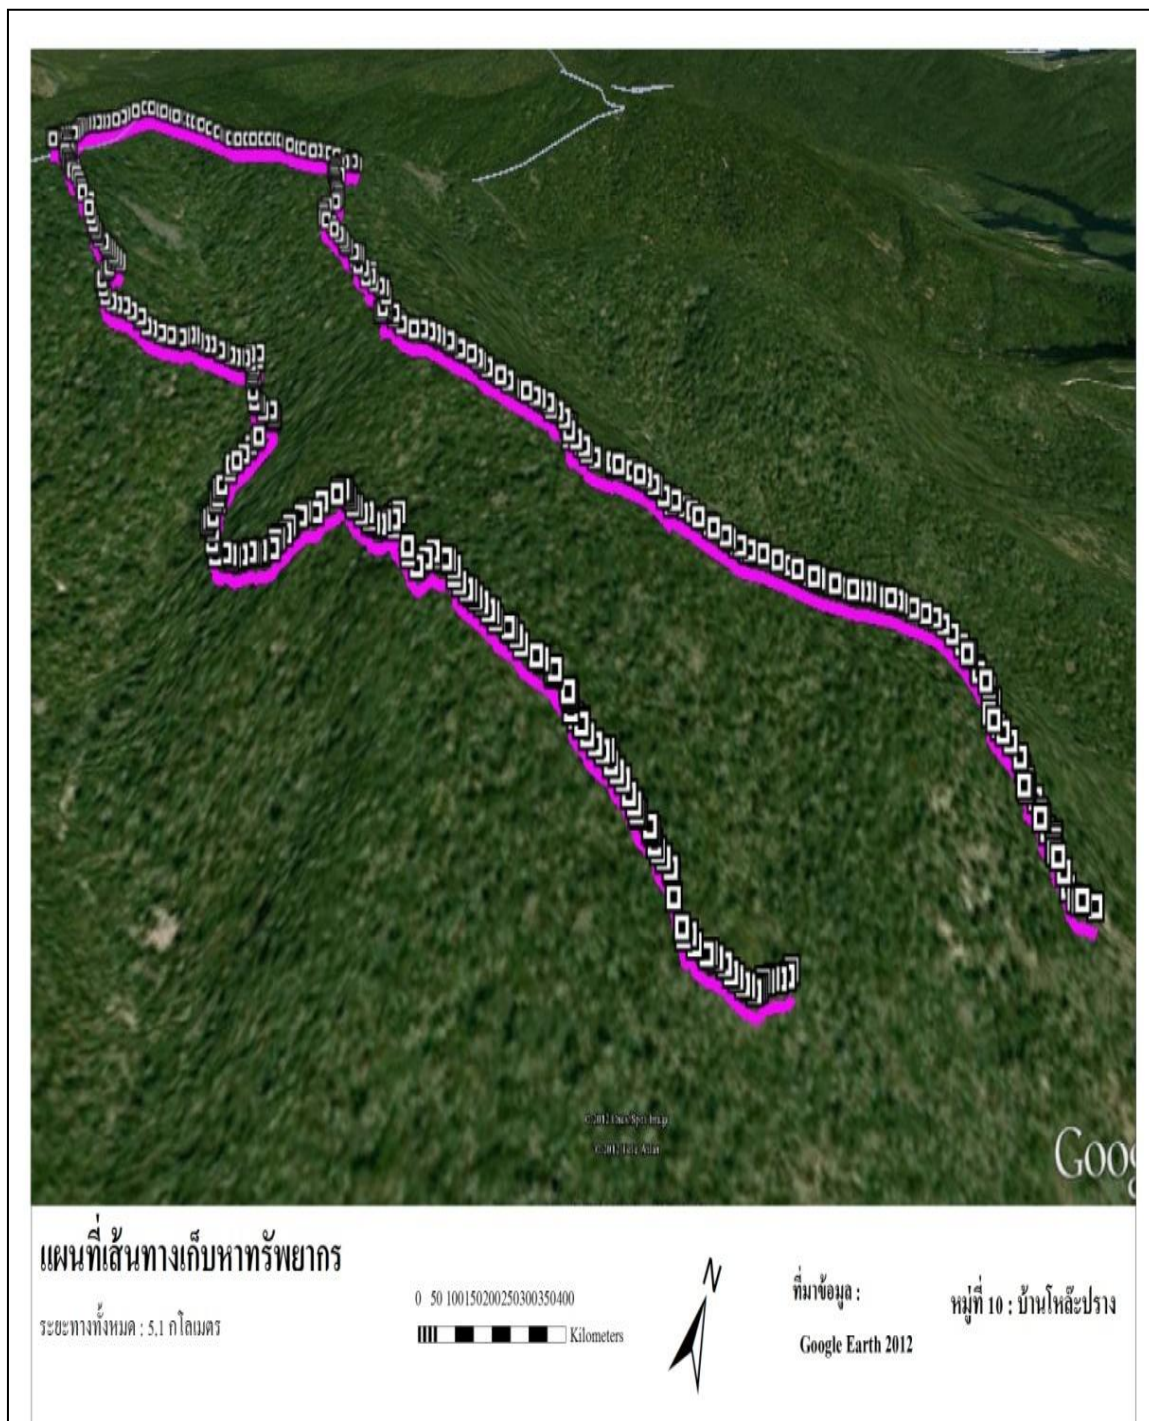 © 2012 Tele Atlas
Goog
แผนที่เส้นทางเก็บหาทรัพยากร
ระยะทางทั้งหมด : 5,1 กโลเมตร
0 50 100150200250300350400
Kilometers
N
ที่มาข้อมูล :
Google Earth 2012
หมู่ที่ 10 : บ้านโหล๊ะปราง